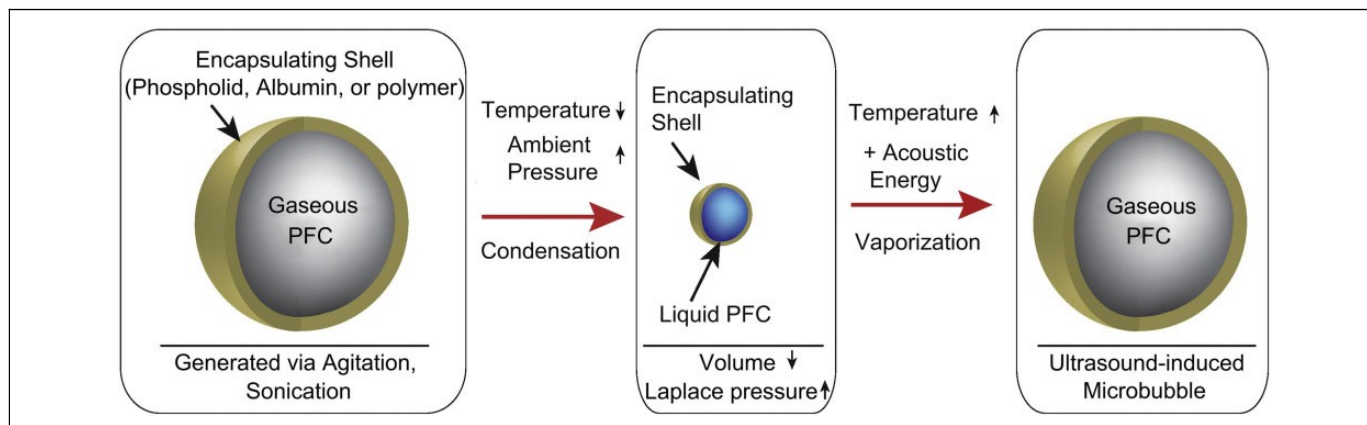 Encapsulating Shell
(Phospholid, Albumin, or polymer)
Gaseous
PFC
Generated via Agitation,
Sonication
Temperature ↓
Ambient ↑
Pressure
Condensation
Encapsulating
Shell
Liquid PFC
Volume ↓
Laplace pressure ↑
Temperature ↑
+ Acoustic
Energy
Vaporization
Gaseous
PFC
Ultrasound-induced
Microbubble